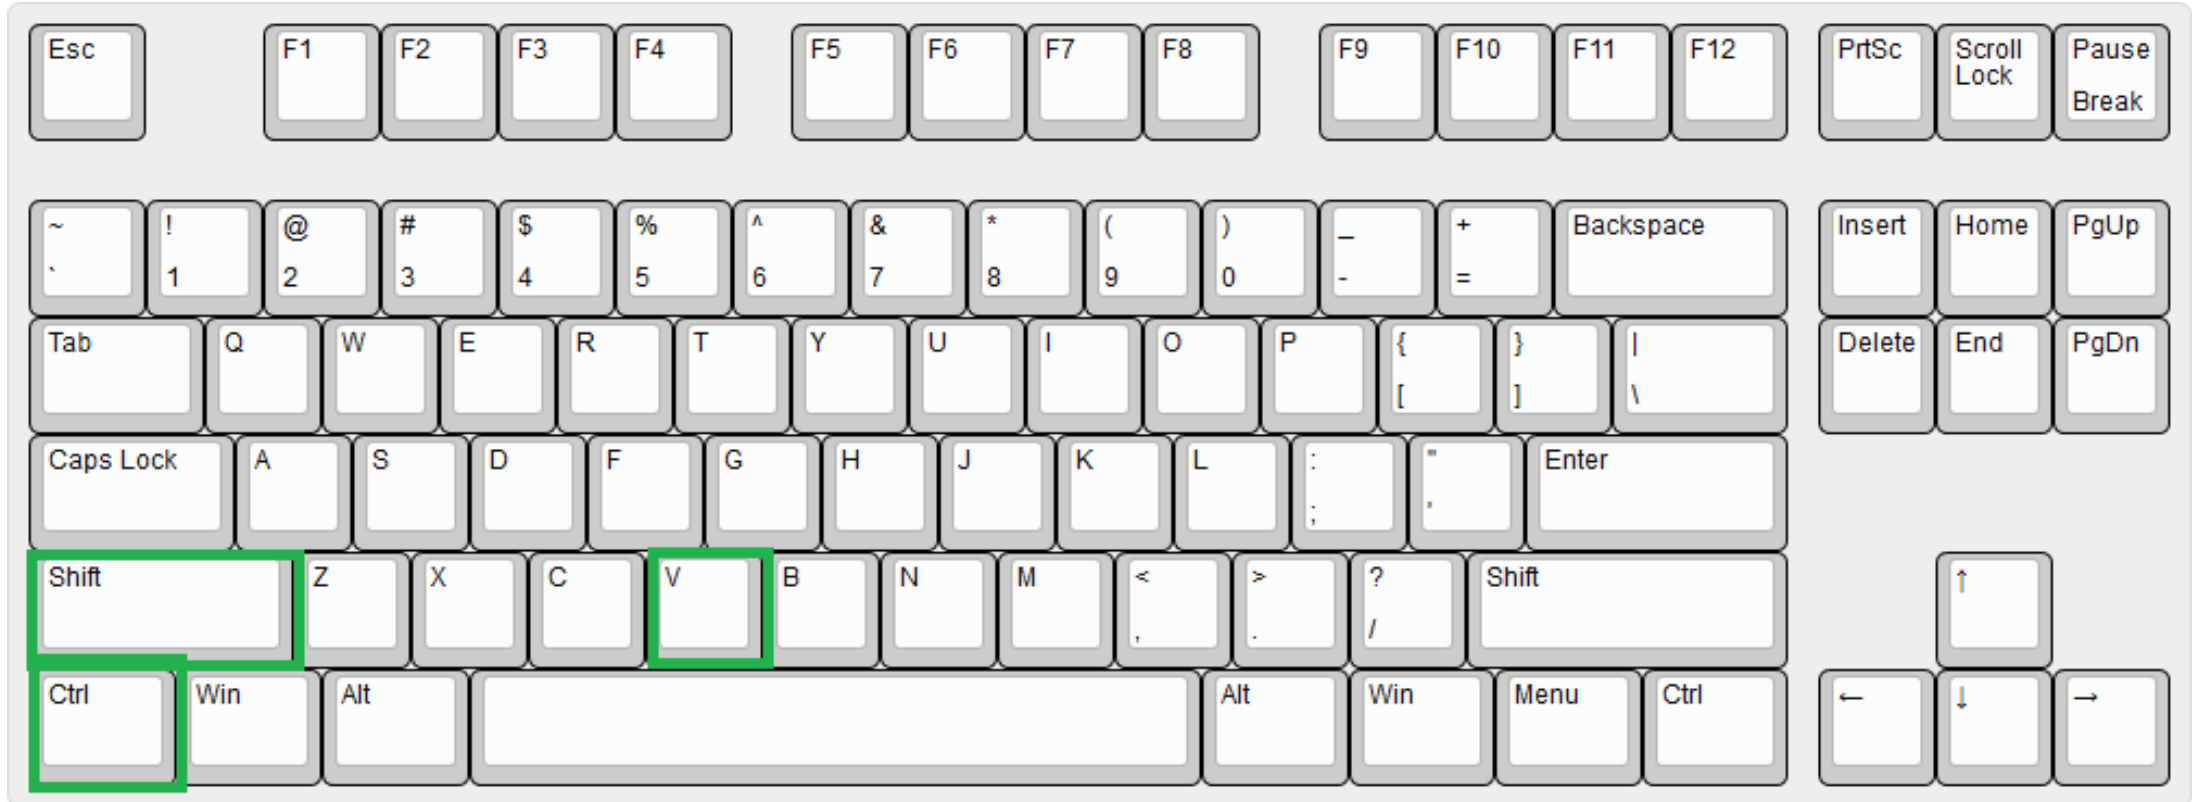 Esc F1 F2 F3 F4 F5 F6 F7 F8 F9 F10 F11 F12 PrtSc Scroll Lock Pause Break
~ ! @ # $ % ^ & * ( ) _ + Backspace Insert Home PgUp
` 1 2 3 4 5 6 7 8 9 0 - =
Tab Q W E R T Y U I O P { } | Delete End PgDn
[ ] \
Caps Lock A S D F G H J K L : " Enter
; '
Shift Z X C V B N M < > ? Shift ↑
, . /
Ctrl Win Alt Alt Win Menu Ctrl ← ↓ →